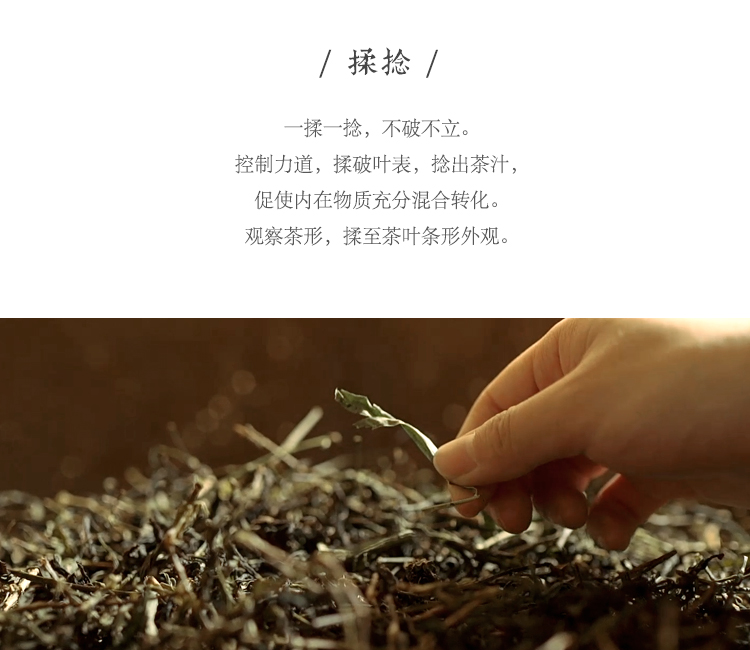 / 揉捻 /
一揉一捻，不破不立。
控制力道，揉破叶表，捻出茶汁，
促使内在物质充分混合转化。
观察茶形，揉至茶叶条形外观。